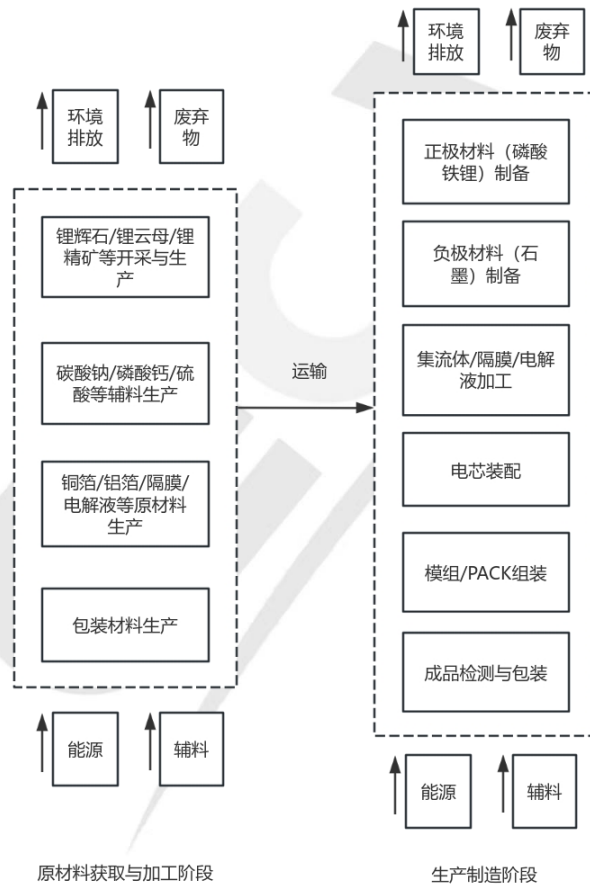 环境
排放
废弃
物
锂辉石/锂云母/锂
精矿等开采与生
产
碳酸钠/磷酸钙/硫
酸等辅料生产
铜箔/铝箔/隔膜/
电解液等原材料
生产
包装材料生产
能源
辅料
原材料获取与加工阶段
运输
环境
排放
废弃
物
正极材料（磷酸
铁锂）制备
负极材料（石
墨）制备
集流体/隔膜/电解
液加工
电芯装配
模组/PACK组装
成品检测与包装
能源
辅料
生产制造阶段